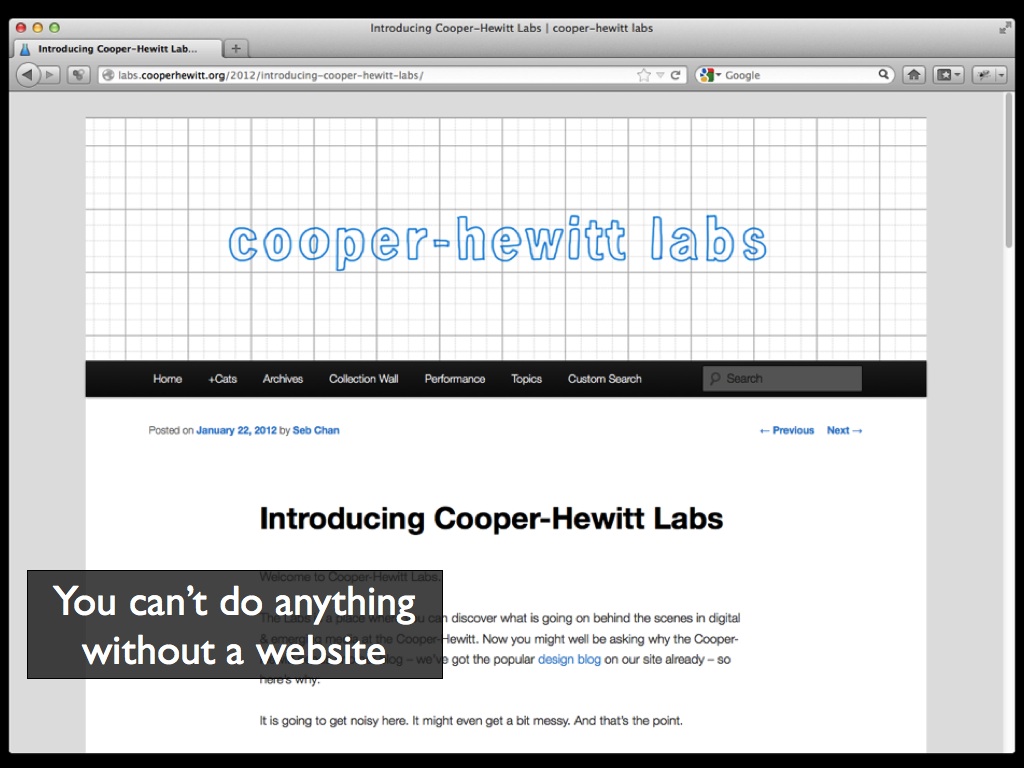 Introducing Cooper-Hewitt Labs | cooper-hewitt labs
Introducing Cooper-Hewitt Lab...
labs.cooperhewitt.org/2012/introducing-cooper-hewitt-labs/
Google
cooper-hewitt labs
Home +Cats Archives Collection Wall Performance Topics Custom Search Search
Posted on January 22, 2012 by Seb Chan
← Previous Next →
Introducing Cooper-Hewitt Labs
Welcome to Cooper-Hewitt Labs.
The Labs is a place where you can discover what is going on behind the scenes in digital
& emerging media at the Cooper-Hewitt. Now you might well be asking why the Cooper-
blog – we've got the popular design blog on our site already – so
here's why.
It is going to get noisy here. It might even get a bit messy. And that's the point.
You can't do anything
without a website